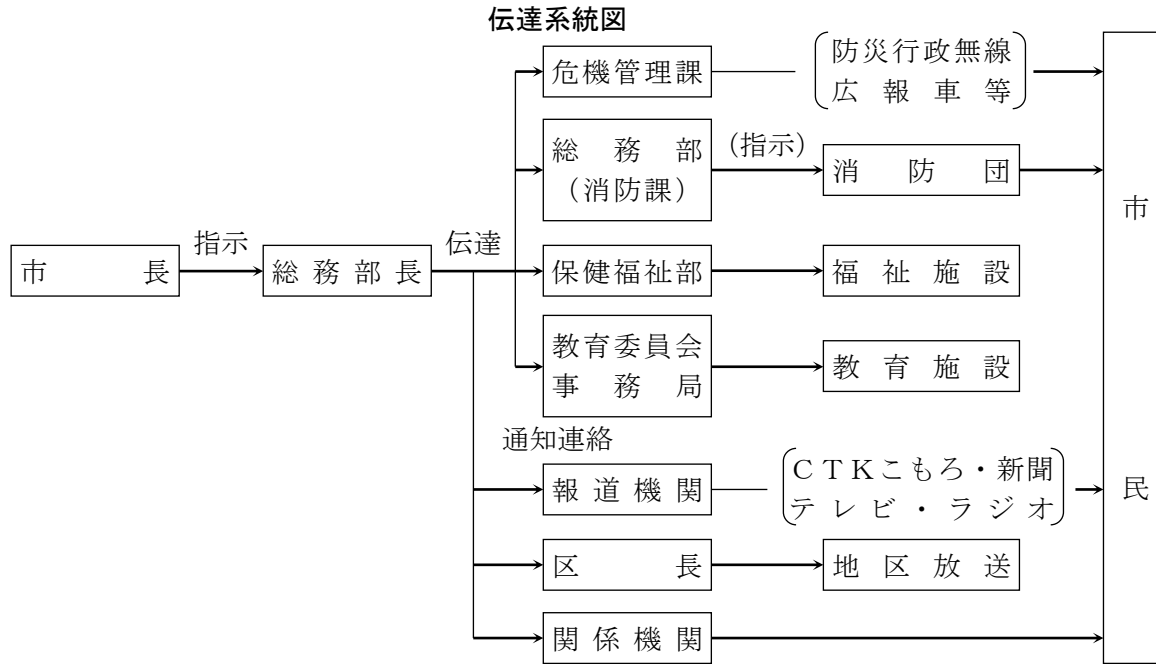 伝達系統図
危機管理課
防災行政無線
広報車等
総務部
（消防課）
（指示）
消防団
市長
指示
総務部長
伝達
保健福祉部
福祉施設
教育委員会
事務局
教育施設
通知連絡
報道機関
ＣＴＫこもろ・新聞
テレビ・ラジオ
区長
地区放送
関係機関
市民